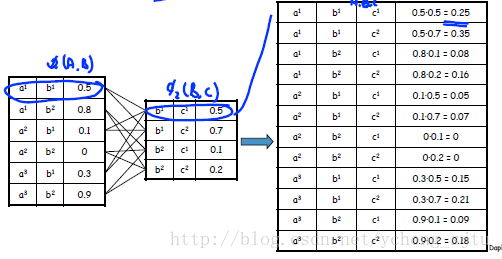 A,B,C
a¹ b¹ c¹ 0.5·0.5 = 0.25
a¹ b¹ c² 0.5·0.7 = 0.35
a¹ b² c¹ 0.8·0.1 = 0.08
a¹ b² c² 0.8·0.2 = 0.16
a² b¹ c¹ 0.1·0.5 = 0.05
a² b¹ c² 0.1·0.7 = 0.07
a² b² c¹ 0·0.1 = 0
a² b² c² 0·0.2 = 0
a³ b¹ c¹ 0.3·0.5 = 0.15
a³ b¹ c² 0.3·0.7 = 0.21
a³ b² c¹ 0.9·0.1 = 0.09
a³ b² c² 0.9·0.2 = 0.18
(A,B)
a¹ b¹ 0.5
a¹ b² 0.8
a² b¹ 0.1
a² b² 0
a³ b¹ 0.3
a³ b² 0.9
ϕ₂(B,C)
b¹ c¹ 0.5
b¹ c² 0.7
b² c¹ 0.1
b² c² 0.2
Daph